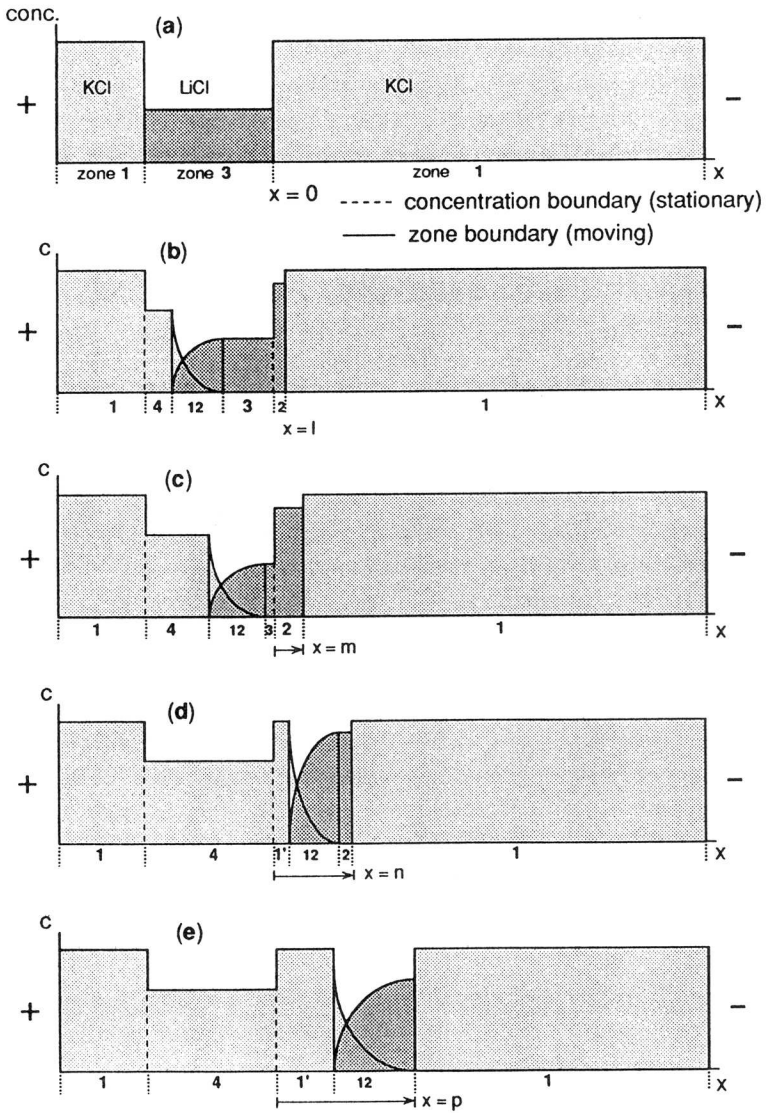 conc.
(a)
KCl LiCl KCl
+ −
zone 1 zone 3 zone 1 x
x = 0
concentration boundary (stationary)
zone boundary (moving)
c (b)
+ −
1 4 12 3 2 1 x
x = l
c (c)
+ −
1 4 12 3 2 1 x
x = m
c (d)
+ −
1 4 1' 12 2 1 x
x = n
c (e)
+ −
1 4 1' 12 1 x
x = p